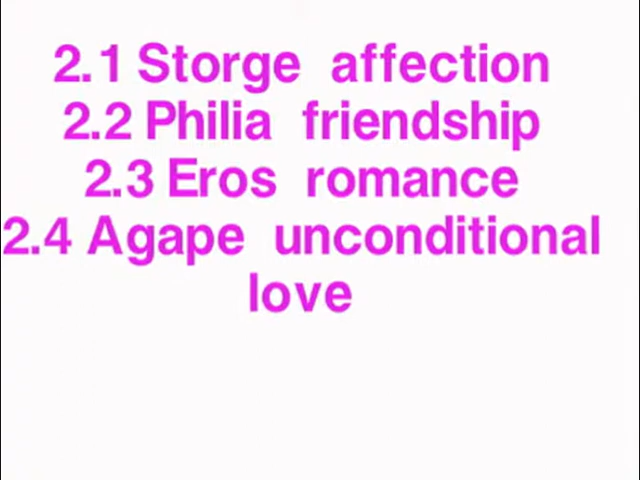 2.1 Storge affection
2.2 Philia friendship
2.3 Eros romance
2.4 Agape unconditional
love